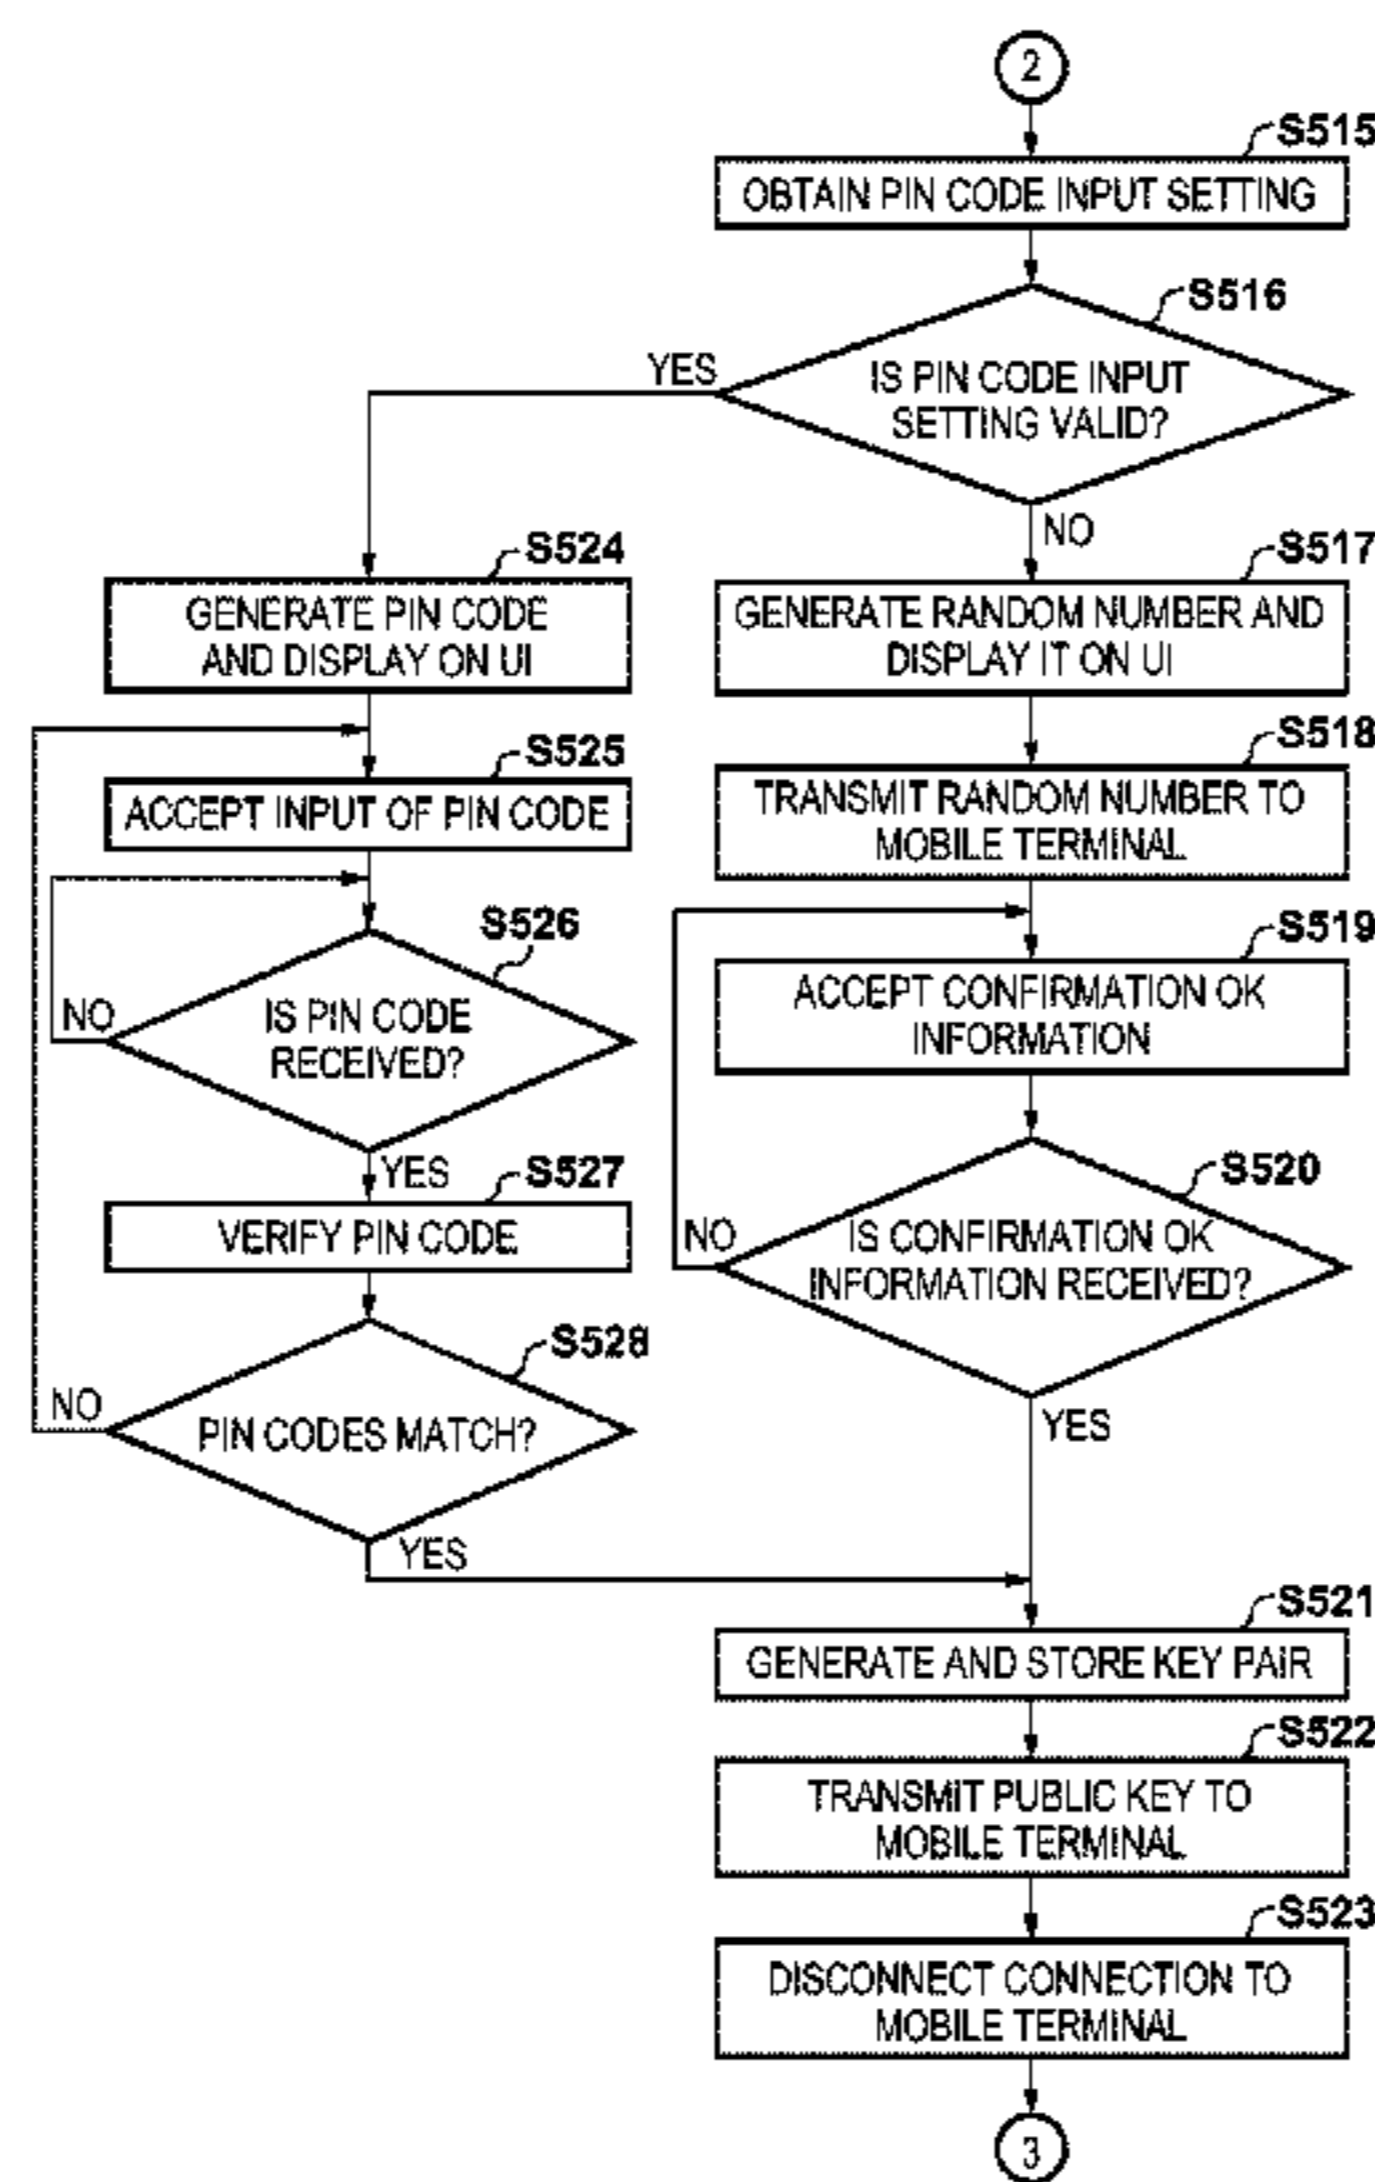 2
S515
OBTAIN PIN CODE INPUT SETTING
S516
IS PIN CODE INPUT
SETTING VALID?
YES
NO
S524
GENERATE PIN CODE
AND DISPLAY ON UI
S517
GENERATE RANDOM NUMBER AND
DISPLAY IT ON UI
S525
ACCEPT INPUT OF PIN CODE
S518
TRANSMIT RANDOM NUMBER TO
MOBILE TERMINAL
S526
IS PIN CODE
RECEIVED?
NO
YES
S519
ACCEPT CONFIRMATION OK
INFORMATION
S527
VERIFY PIN CODE
S520
IS CONFIRMATION OK
INFORMATION RECEIVED?
NO
YES
S528
PIN CODES MATCH?
NO
YES
S521
GENERATE AND STORE KEY PAIR
S522
TRANSMIT PUBLIC KEY TO
MOBILE TERMINAL
S523
DISCONNECT CONNECTION TO
MOBILE TERMINAL
3